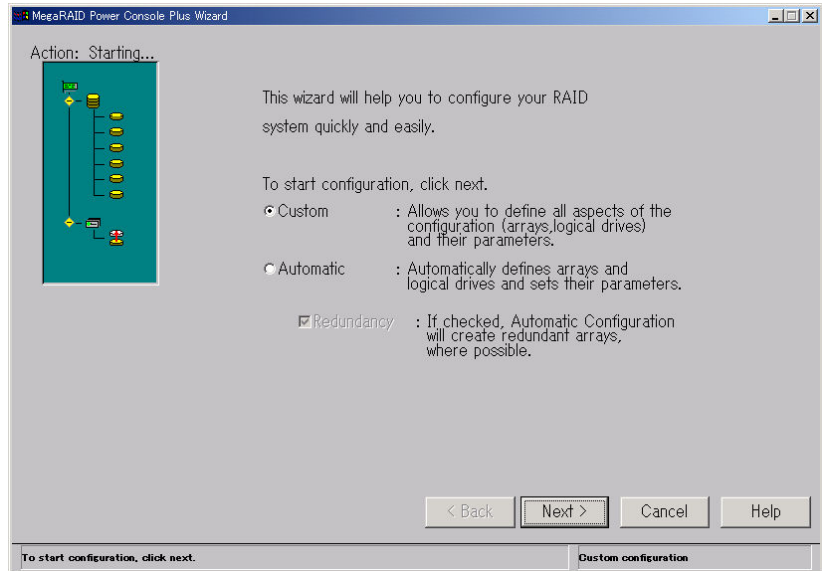 MegaRAID Power Console Plus Wizard
Action: Starting...
This wizard will help you to configure your RAID
system quickly and easily.
To start configuration, click next.
Custom : Allows you to define all aspects of the
configuration (arrays,logical drives)
and their parameters.
Automatic : Automatically defines arrays and
logical drives and sets their parameters.
Redundancy : If checked, Automatic Configuration
will create redundant arrays,
where possible.
< Back Next > Cancel Help
To start configuration, click next. Custom configuration